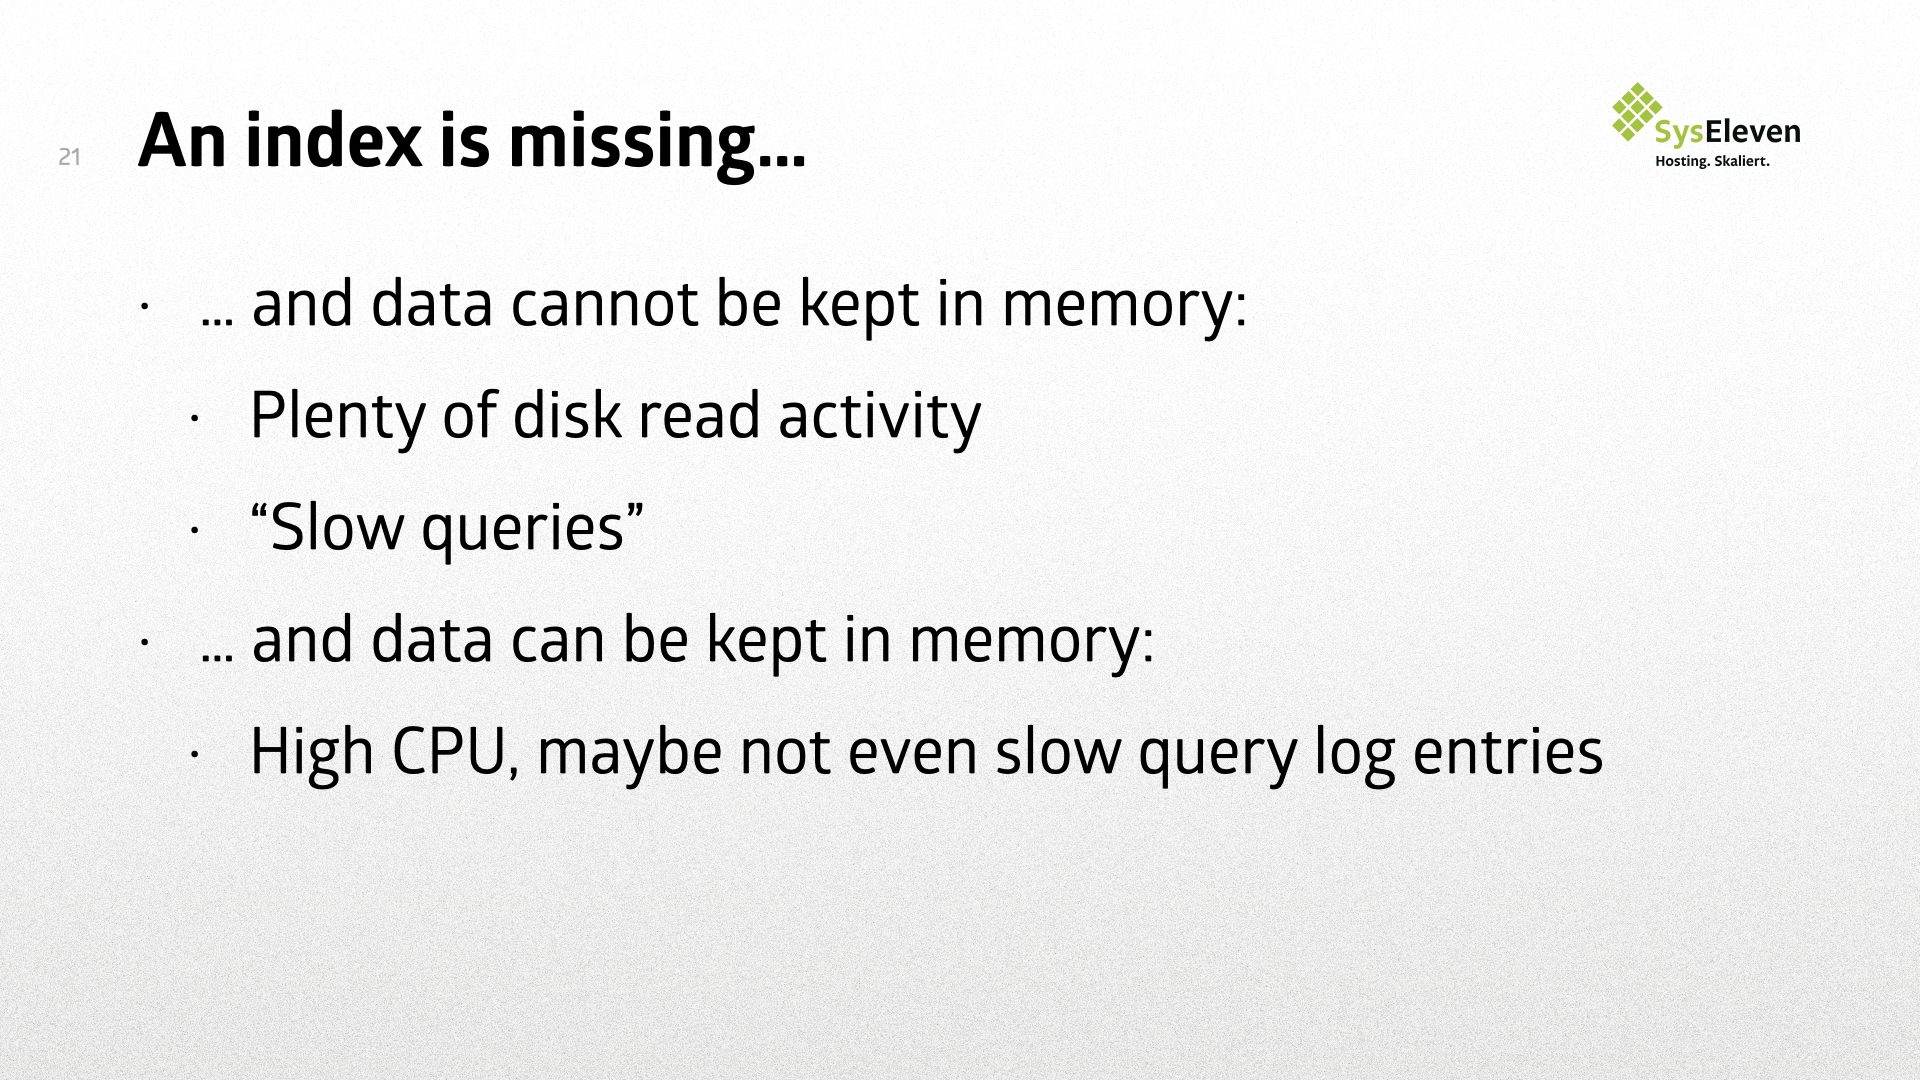 21
An index is missing...
SysEleven
Hosting. Skaliert.
· ... and data cannot be kept in memory:
· Plenty of disk read activity
· “Slow queries”
· ... and data can be kept in memory:
· High CPU, maybe not even slow query log entries